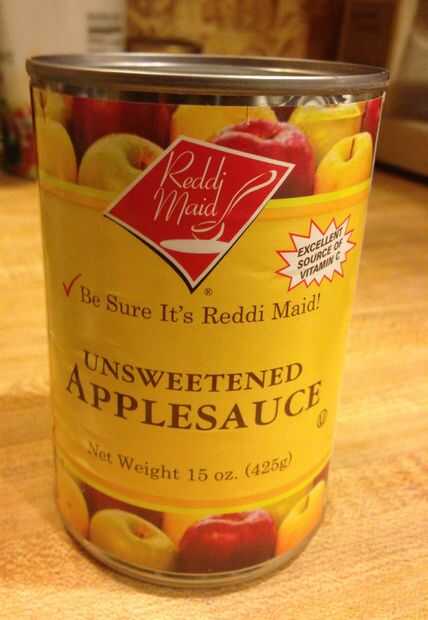 Reddi
Maid
®
EXCELLENT
SOURCE OF
VITAMIN C
✓Be Sure It's Reddi Maid!
UNSWEETENED
APPLESAUCE
Ⓤ
Net Weight 15 oz. (425g)